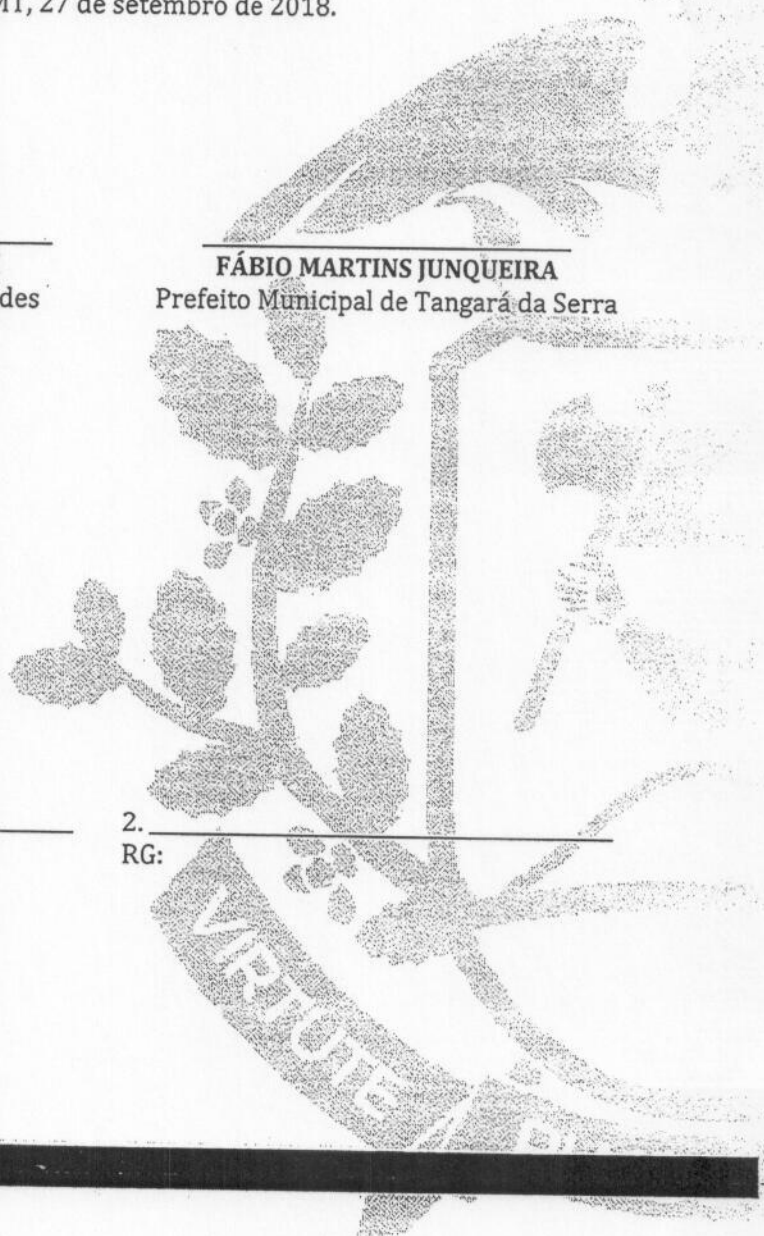 MT, 27 de setembro de 2018.
FÁBIO MARTINS JUNQUEIRA
des
Prefeito Municipal de Tangará da Serra
2.
RG:
VIRTUTE